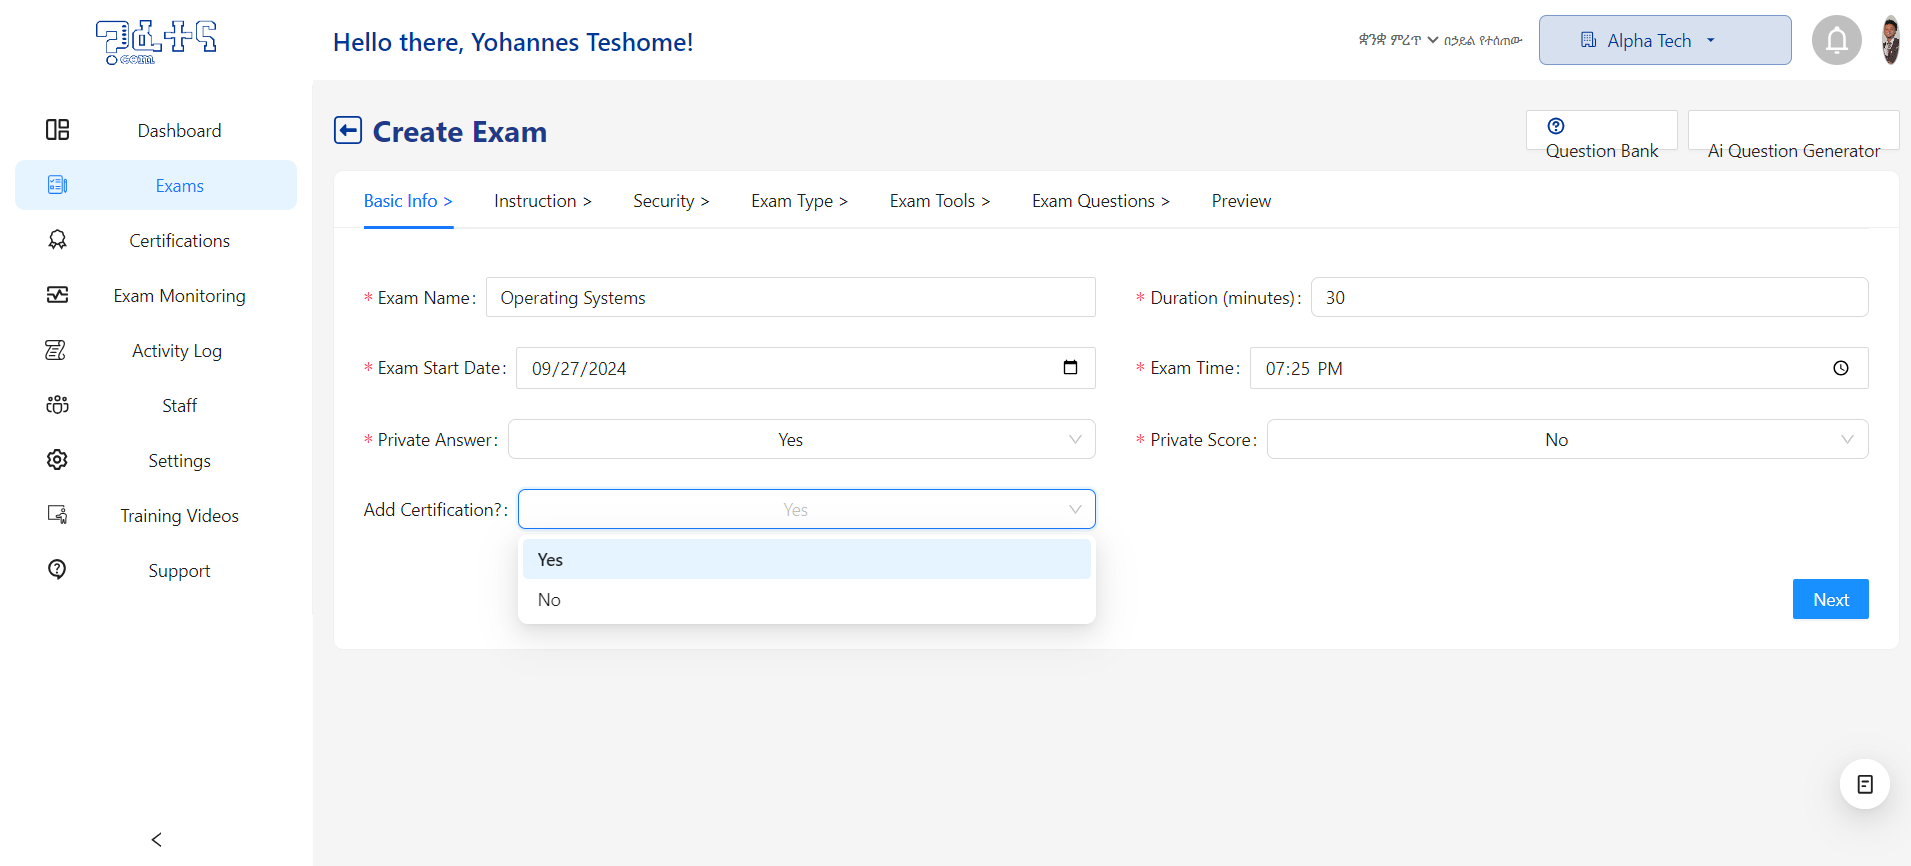 ጎፈተና
.com
Hello there, Yohannes Teshome!
ቋንቋ ምረጥ
በኃይል የተሰጠው
Alpha Tech
Dashboard
Exams
Certifications
Exam Monitoring
Activity Log
Staff
Settings
Training Videos
Support
Create Exam
Question Bank
Ai Question Generator
Basic Info >
Instruction >
Security >
Exam Type >
Exam Tools >
Exam Questions >
Preview
* Exam Name:
Operating Systems
* Duration (minutes):
30
* Exam Start Date:
09/27/2024
* Exam Time:
07:25 PM
* Private Answer:
Yes
* Private Score:
No
Add Certification?:
Yes
Yes
No
Next